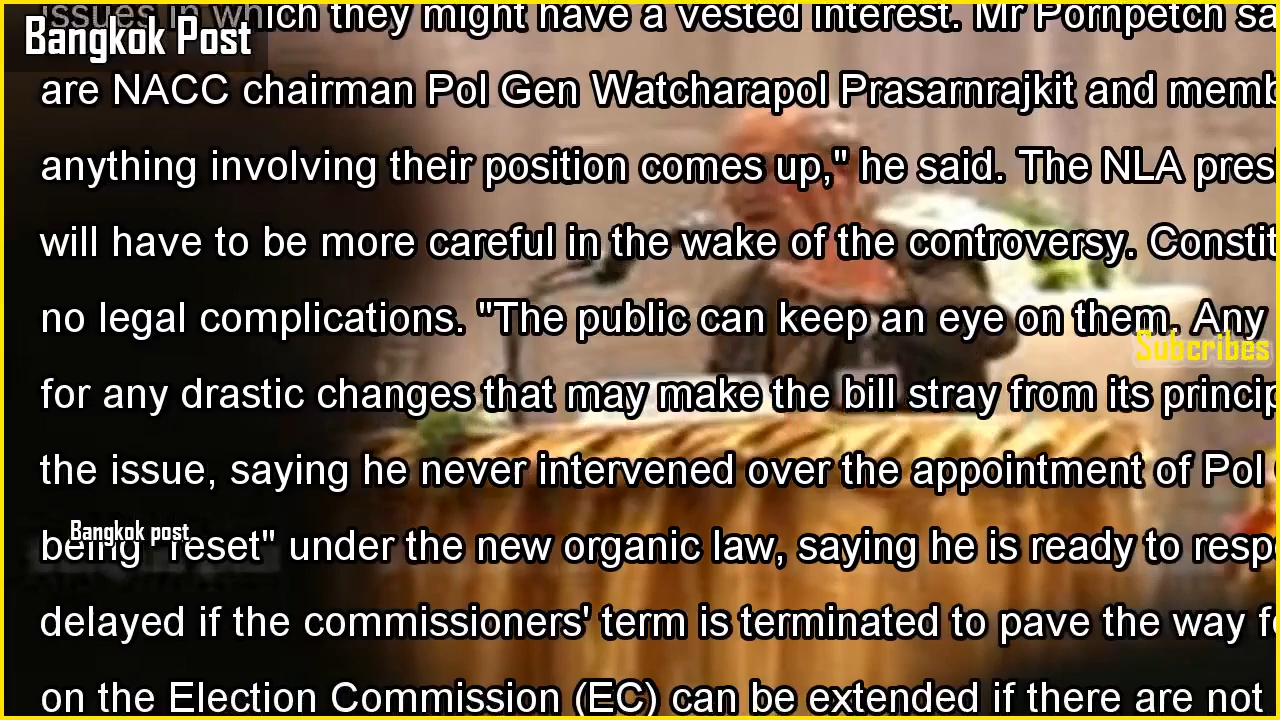 issues in which they might have a vested interest. Mr Pornpetch sa
Bangkok Post
are NACC chairman Pol Gen Watcharapol Prasarnrajkit and memb
anything involving their position comes up," he said. The NLA presi
will have to be more careful in the wake of the controversy. Constit
no legal complications. "The public can keep an eye on them. Any
Subcribes
for any drastic changes that may make the bill stray from its princip
the issue, saying he never intervened over the appointment of Pol
Bangkok post
being "reset" under the new organic law, saying he is ready to resp
delayed if the commissioners' term is terminated to pave the way f
on the Election Commission (EC) can be extended if there are not